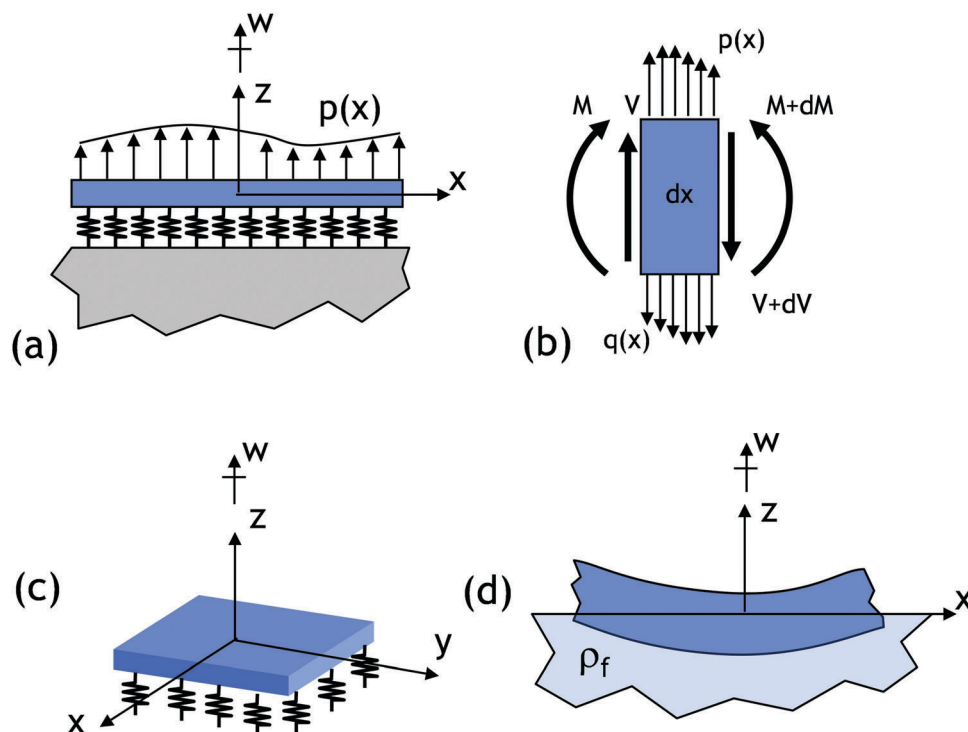 w
z
p(x)
x
(a)
p(x)
M
V
M+dM
dx
V+dV
q(x)
(b)
w
z
(c)
y
x
w
z
x
(d)
ρf